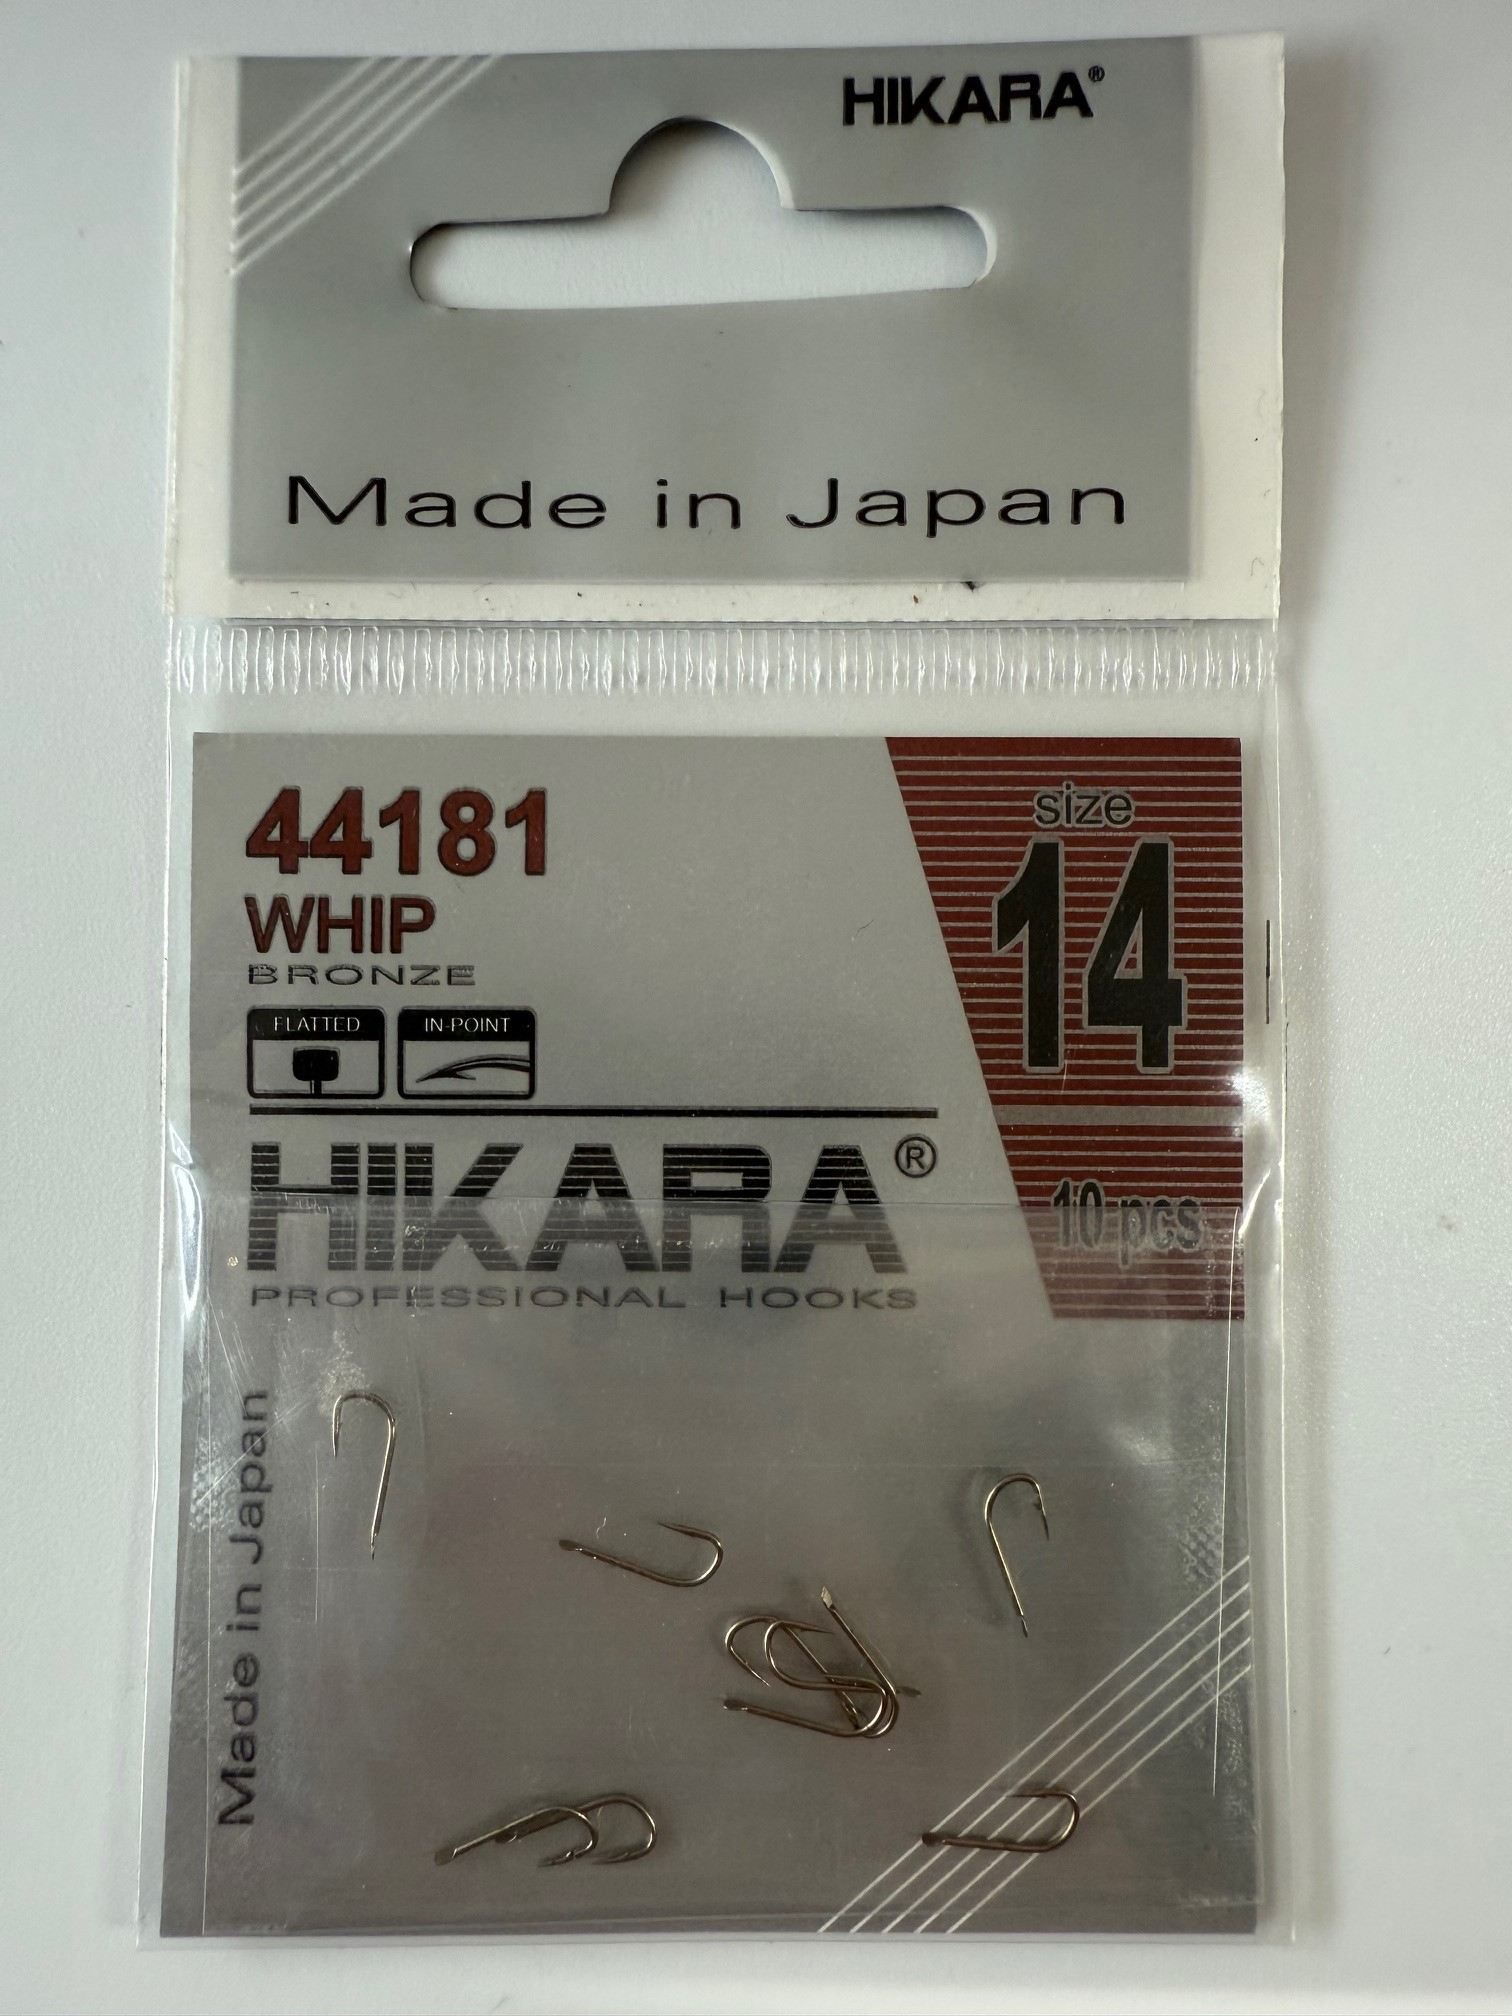 HIKARA®
Made in Japan
44181
WHIP
BRONZE
FLATTED
IN-POINT
size
14
10 pcs
HIKARA®
PROFESSIONAL HOOKS
Made in Japan